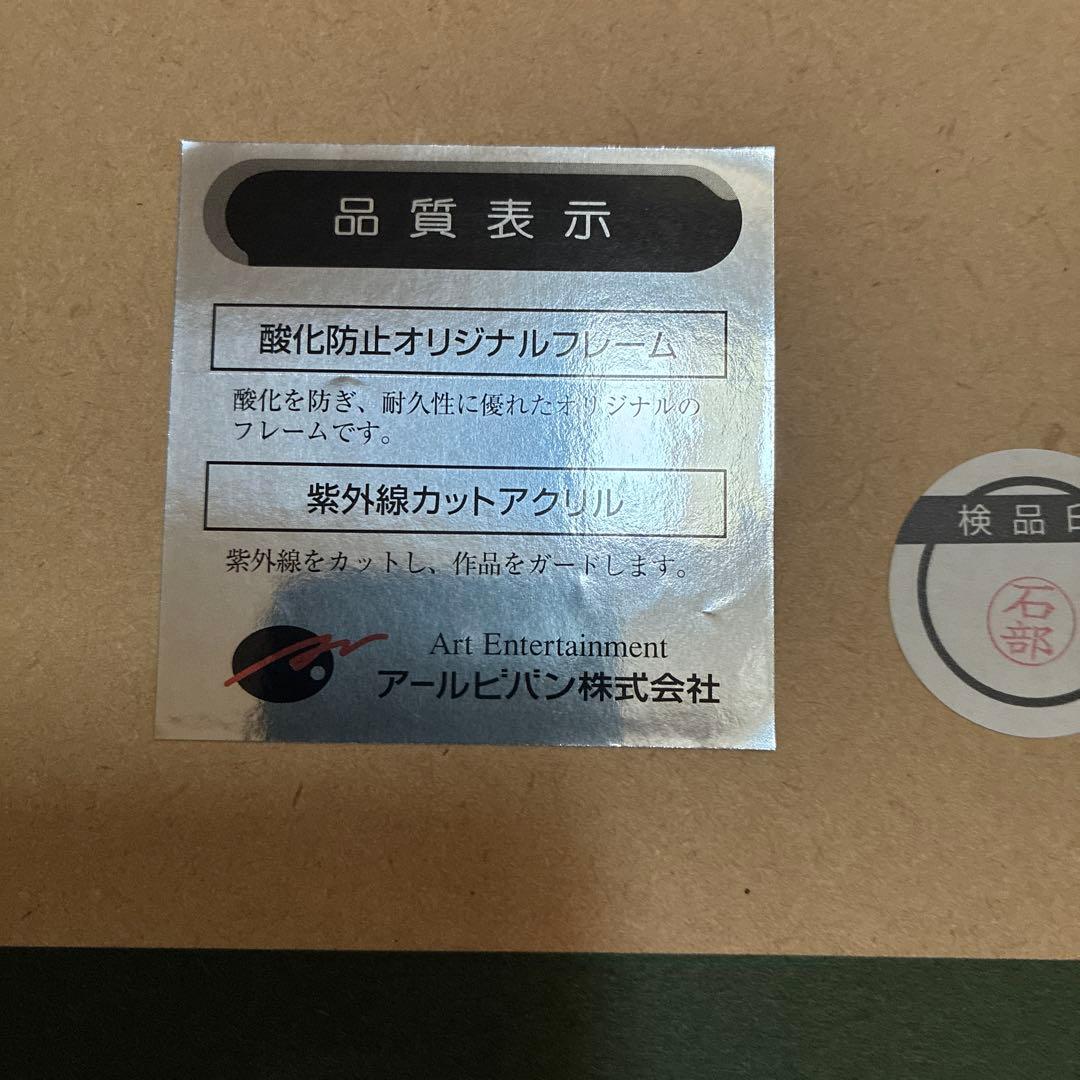 品質表示
酸化防止オリジナルフレーム
酸化を防ぎ、耐久性に優れたオリジナルの
フレームです。
紫外線カットアクリル
紫外線をカットし、作品をガードします。
Art Entertainment
アールビバン株式会社
検品印
石部